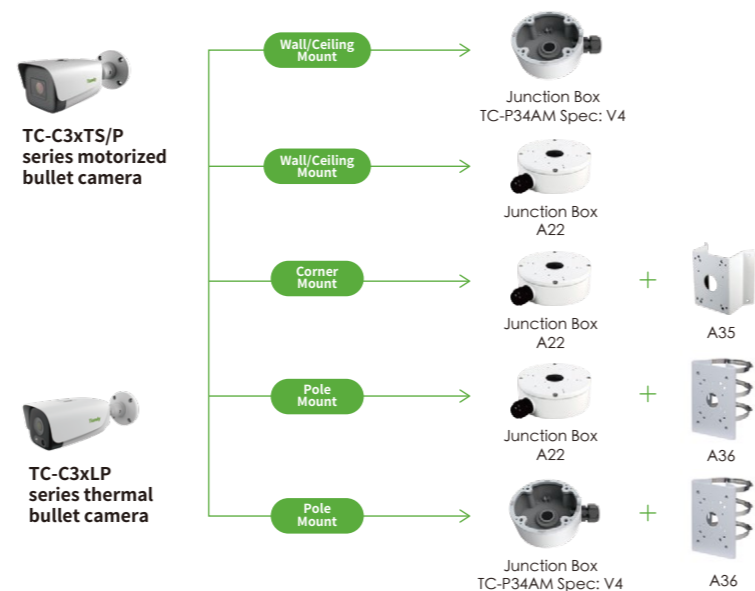 Wall/Ceiling
Mount
Junction Box
TC-P34AM Spec: V4
TC-C3xTS/P
series motorized
bullet camera
Wall/Ceiling
Mount
Junction Box
A22
Corner
Mount
+
Junction Box
A22
A35
Pole
Mount
+
Junction Box
A22
A36
TC-C3xLP
series thermal
bullet camera
Pole
Mount
+
Junction Box
TC-P34AM Spec: V4
A36